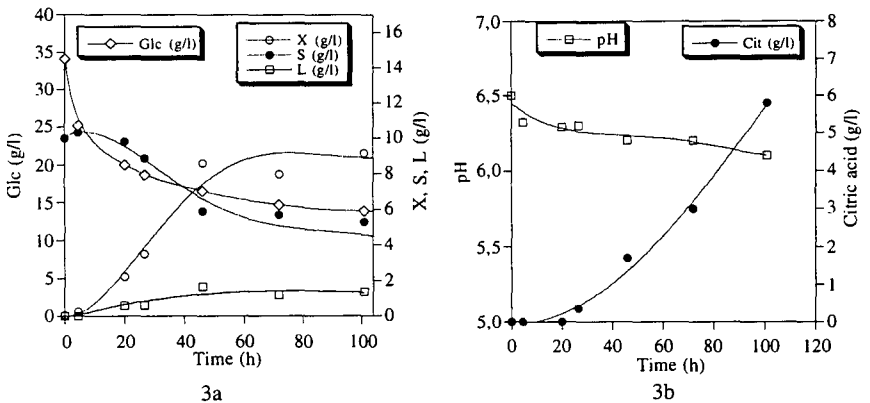 Glc (g/l)
X (g/l)
S (g/l)
L (g/l)
40
35
30
25
20
15
10
5
0
Glc (g/l)
16
14
12
10
8
6
4
2
0
X, S, L (g/l)
0 20 40 60 80 100
Time (h)
3a
pH
Cit (g/l)
7,0
6,5
6,0
5,5
5,0
pH
8
7
6
5
4
3
2
1
0
Citric acid (g/l)
0 20 40 60 80 100 120
Time (h)
3b